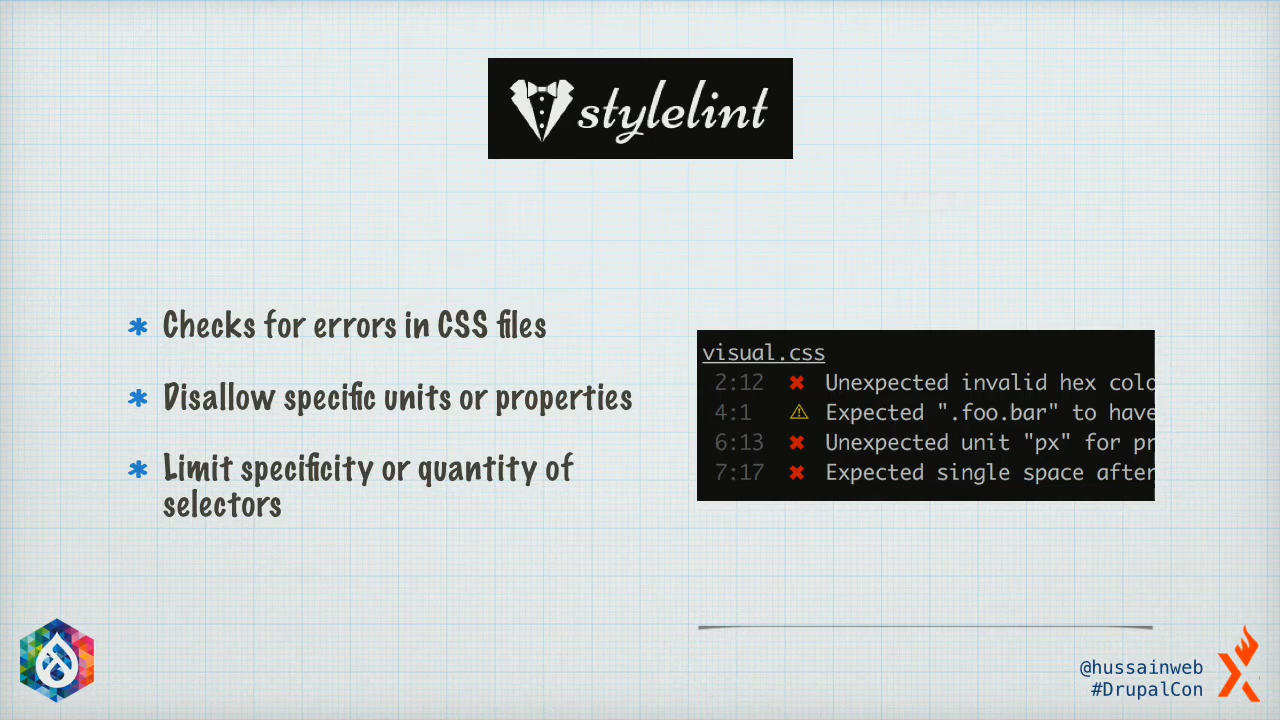 stylelint
* Checks for errors in CSS files
* Disallow specific units or properties
* Limit specificity or quantity of
selectors
visual.css
2:12 ✖ Unexpected invalid hex colo
4:1 ⚠ Expected ".foo.bar" to have
6:13 ✖ Unexpected unit "px" for pr
7:17 ✖ Expected single space after
@hussainweb
#DrupalCon